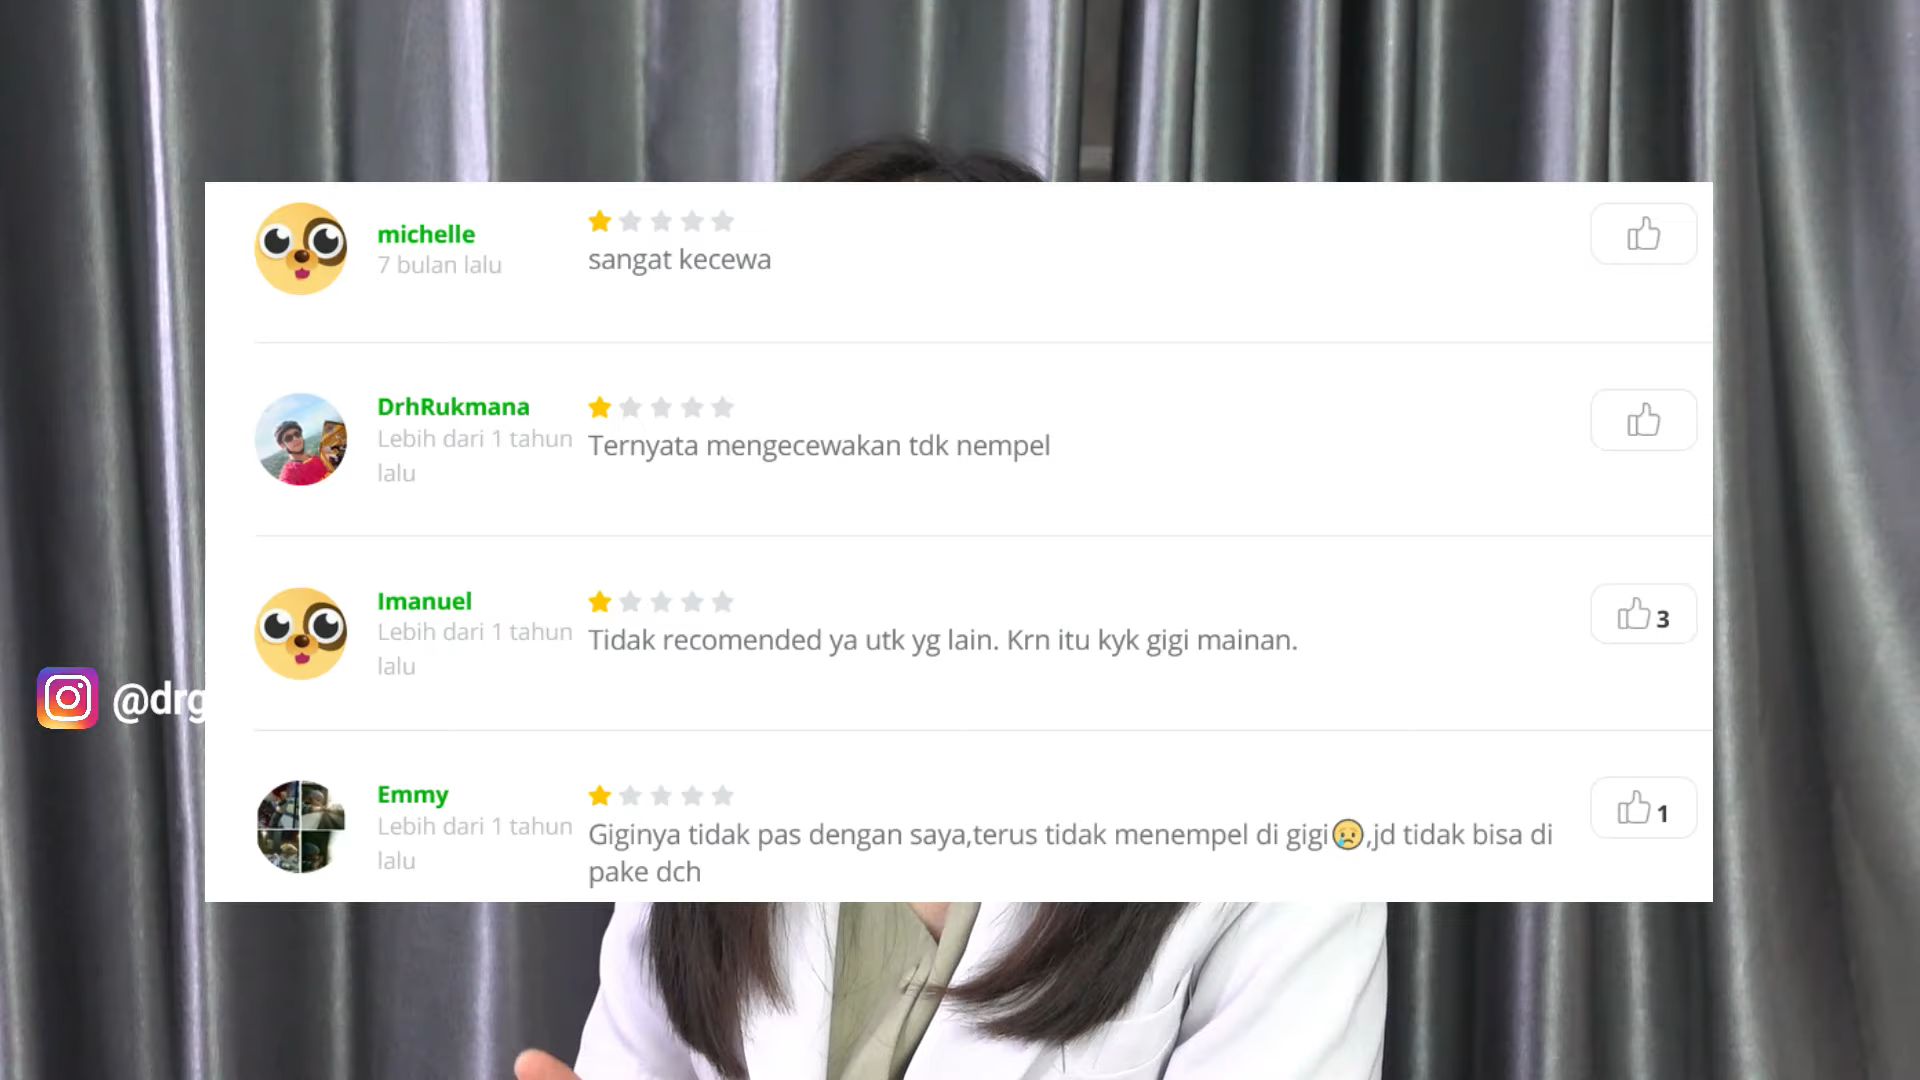 michelle
7 bulan lalu
sangat kecewa
DrhRukmana
Lebih dari 1 tahun
lalu
Ternyata mengecewakan tdk nempel
Imanuel
Lebih dari 1 tahun
lalu
Tidak recomended ya utk yg lain. Krn itu kyk gigi mainan.
3
@drg
Emmy
Lebih dari 1 tahun
lalu
Giginya tidak pas dengan saya,terus tidak menempel di gigi😢,jd tidak bisa di
pake dch
1